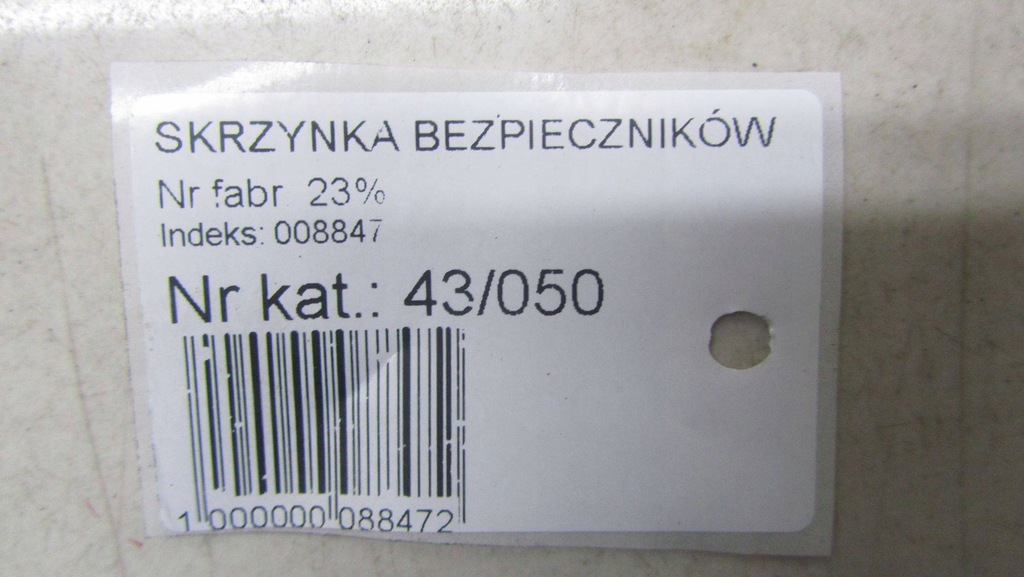 SKRZYNKA BEZPIECZNIKÓW
Nr fabr 23%
Indeks: 008847
Nr kat.: 43/050
1 000000 088472